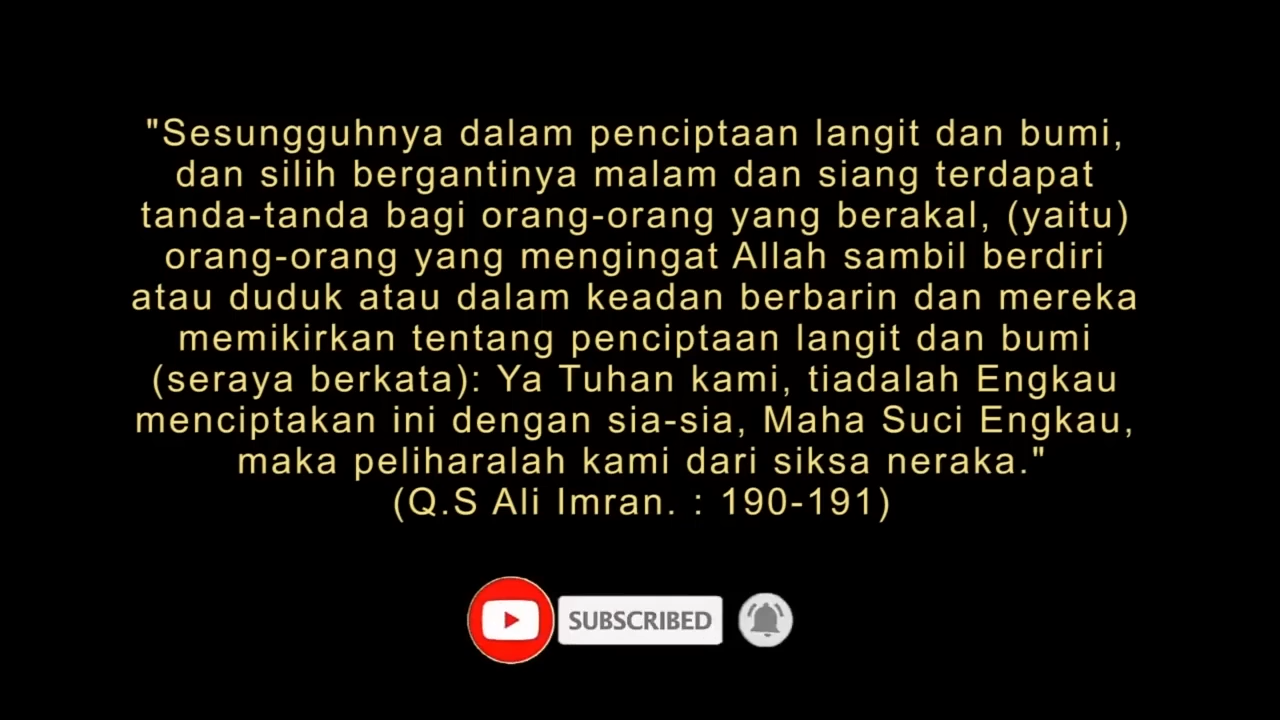 "Sesungguhnya dalam penciptaan langit dan bumi,
dan silih bergantinya malam dan siang terdapat
tanda-tanda bagi orang-orang yang berakal, (yaitu)
orang-orang yang mengingat Allah sambil berdiri
atau duduk atau dalam keadan berbarin dan mereka
memikirkan tentang penciptaan langit dan bumi
(seraya berkata): Ya Tuhan kami, tiadalah Engkau
menciptakan ini dengan sia-sia, Maha Suci Engkau,
maka peliharalah kami dari siksa neraka."
(Q.S Ali Imran. : 190-191)
SUBSCRIBED